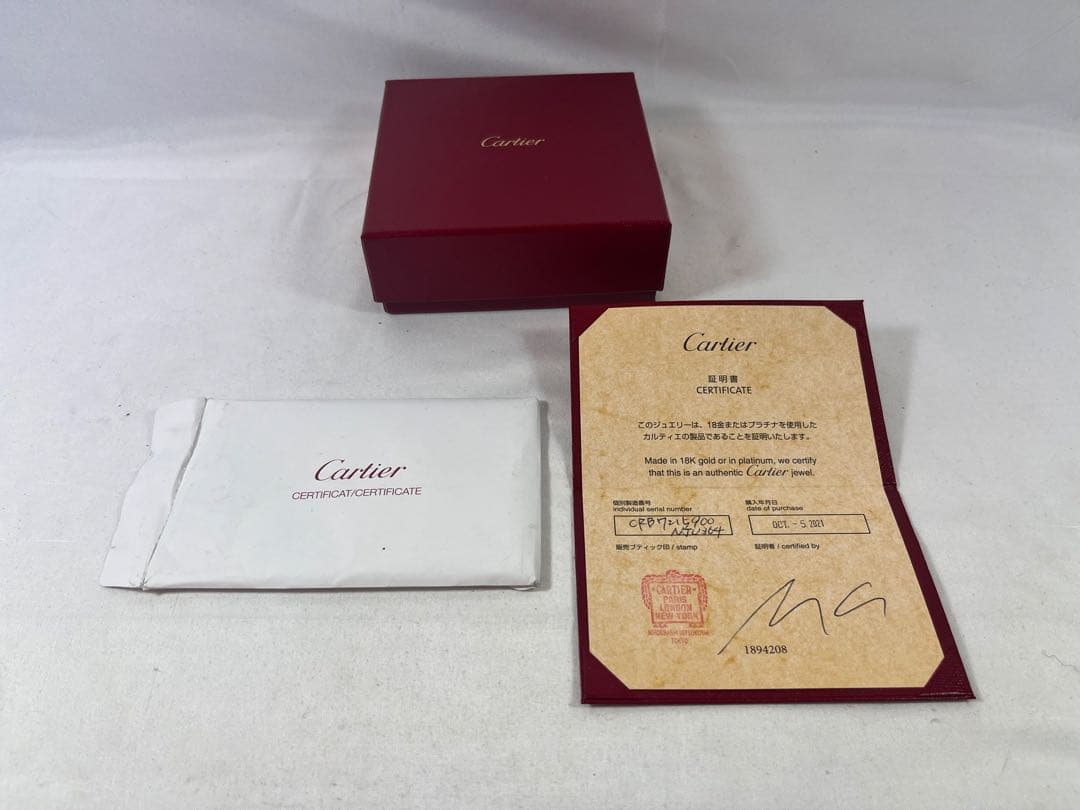 Cartier
Cartier
CERTIFICAT/CERTIFICATE
Cartier
証明書
CERTIFICATE
このジュエリーは、18金またはプラチナを使用した
カルティエの製品であることを証明いたします。
Made in 18K gold or in platinum, we certify
that this is an authentic Cartier jewel.
個別製造番号
individual serial number
購入年月日
date of purchase
OCT. -5. 2021
販売ブティック印 / stamp
証明者 / certified by
CARTIER
PARIS
LONDON
NEW-YORK
TOKYO
1894208